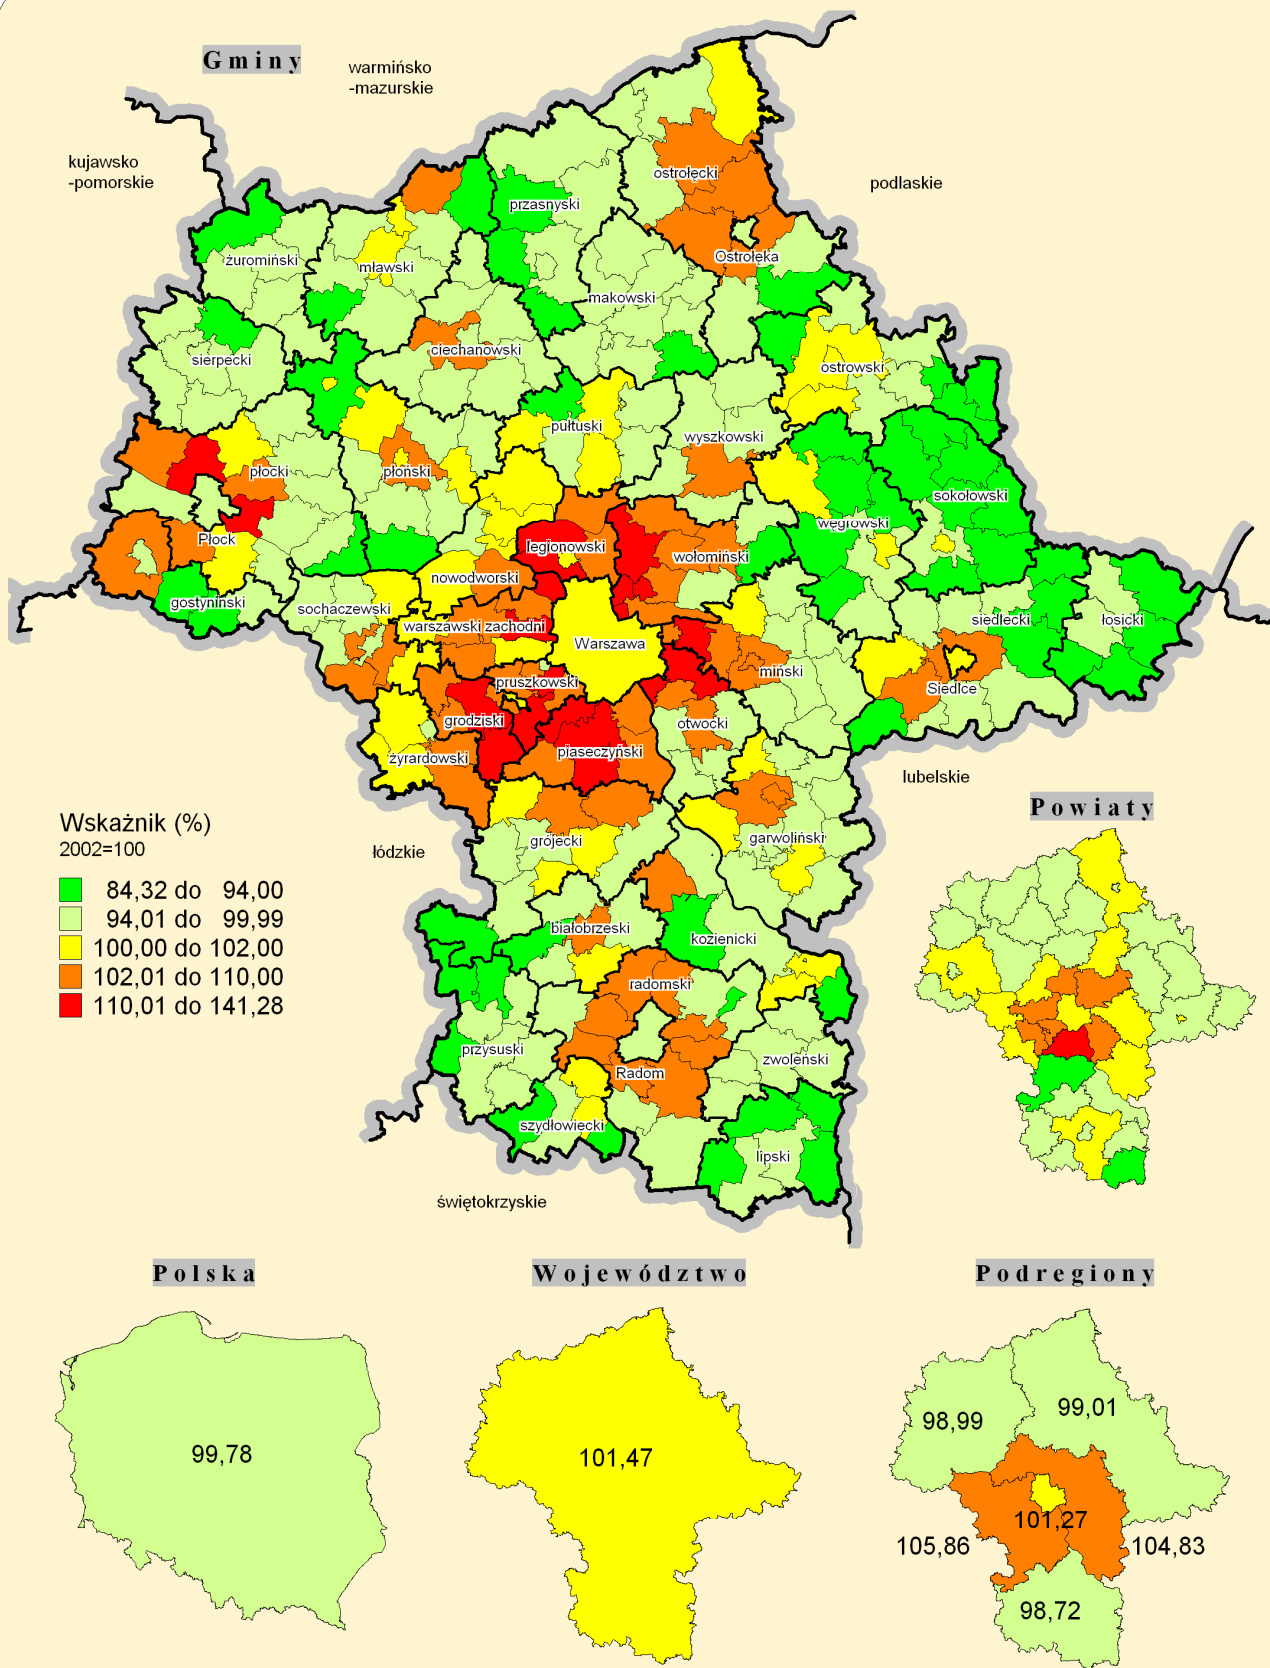 Gminy
warmińsko
-mazurskie
kujawsko
-pomorskie
podlaskie
ostrołęcki
przasnyski
Ostrołęka
żuromiński
mławski
makowski
ciechanowski
sierpecki
ostrowski
pułtuski
wyszkowski
płocki
płoński
sokołowski
węgrowski
Płock
legionowski
wołomiński
nowodworski
gostyniński
sochaczewski
siedlecki
łosicki
warszawski zachodni
Warszawa
miński
pruszkowski
Siedlce
grodziski
otwocki
piaseczyński
żyrardowski
lubelskie
Powiaty
Wskaźnik (%)
2002=100
84,32 do 94,00
94,01 do 99,99
100,00 do 102,00
102,01 do 110,00
110,01 do 141,28
łódzkie
grójecki
garwoliński
białobrzeski
kozienicki
radomski
przysuski
zwoleński
Radom
szydłowiecki
lipski
świętokrzyskie
Polska
Województwo
Podregiony
99,78
101,47
98,99
99,01
101,27
105,86
104,83
98,72